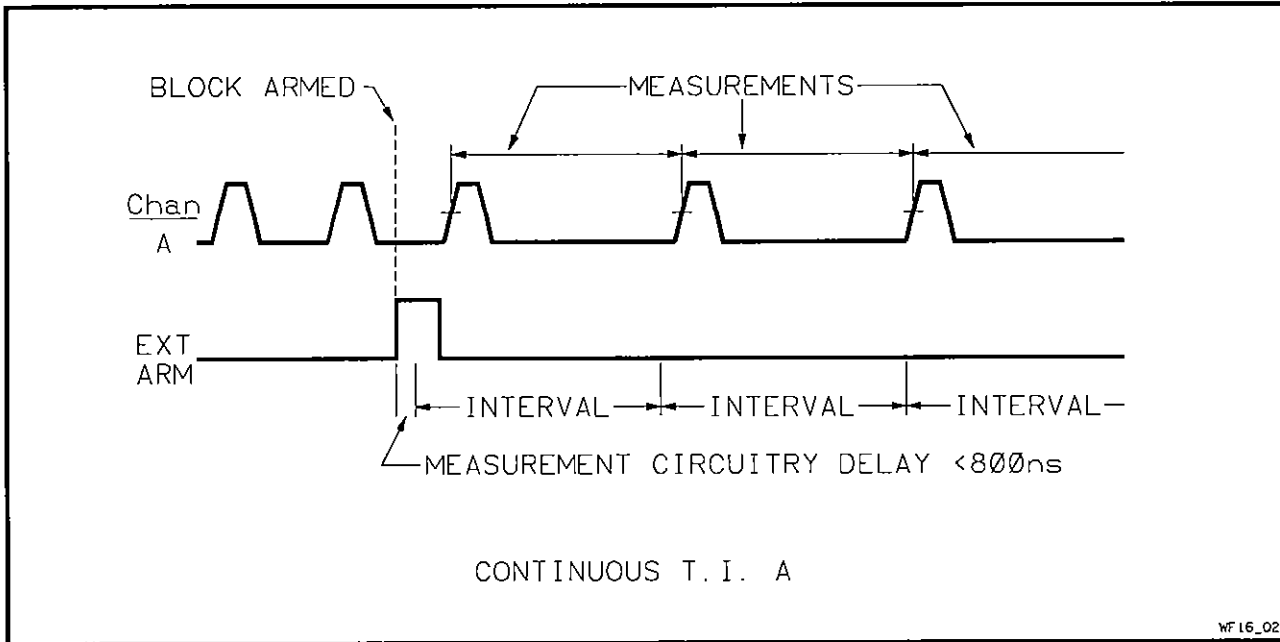 BLOCK ARMED
MEASUREMENTS
Chan
A
EXT
ARM
INTERVAL
INTERVAL
INTERVAL
MEASUREMENT CIRCUITRY DELAY <800ns
CONTINUOUS T. I. A
WF16_02